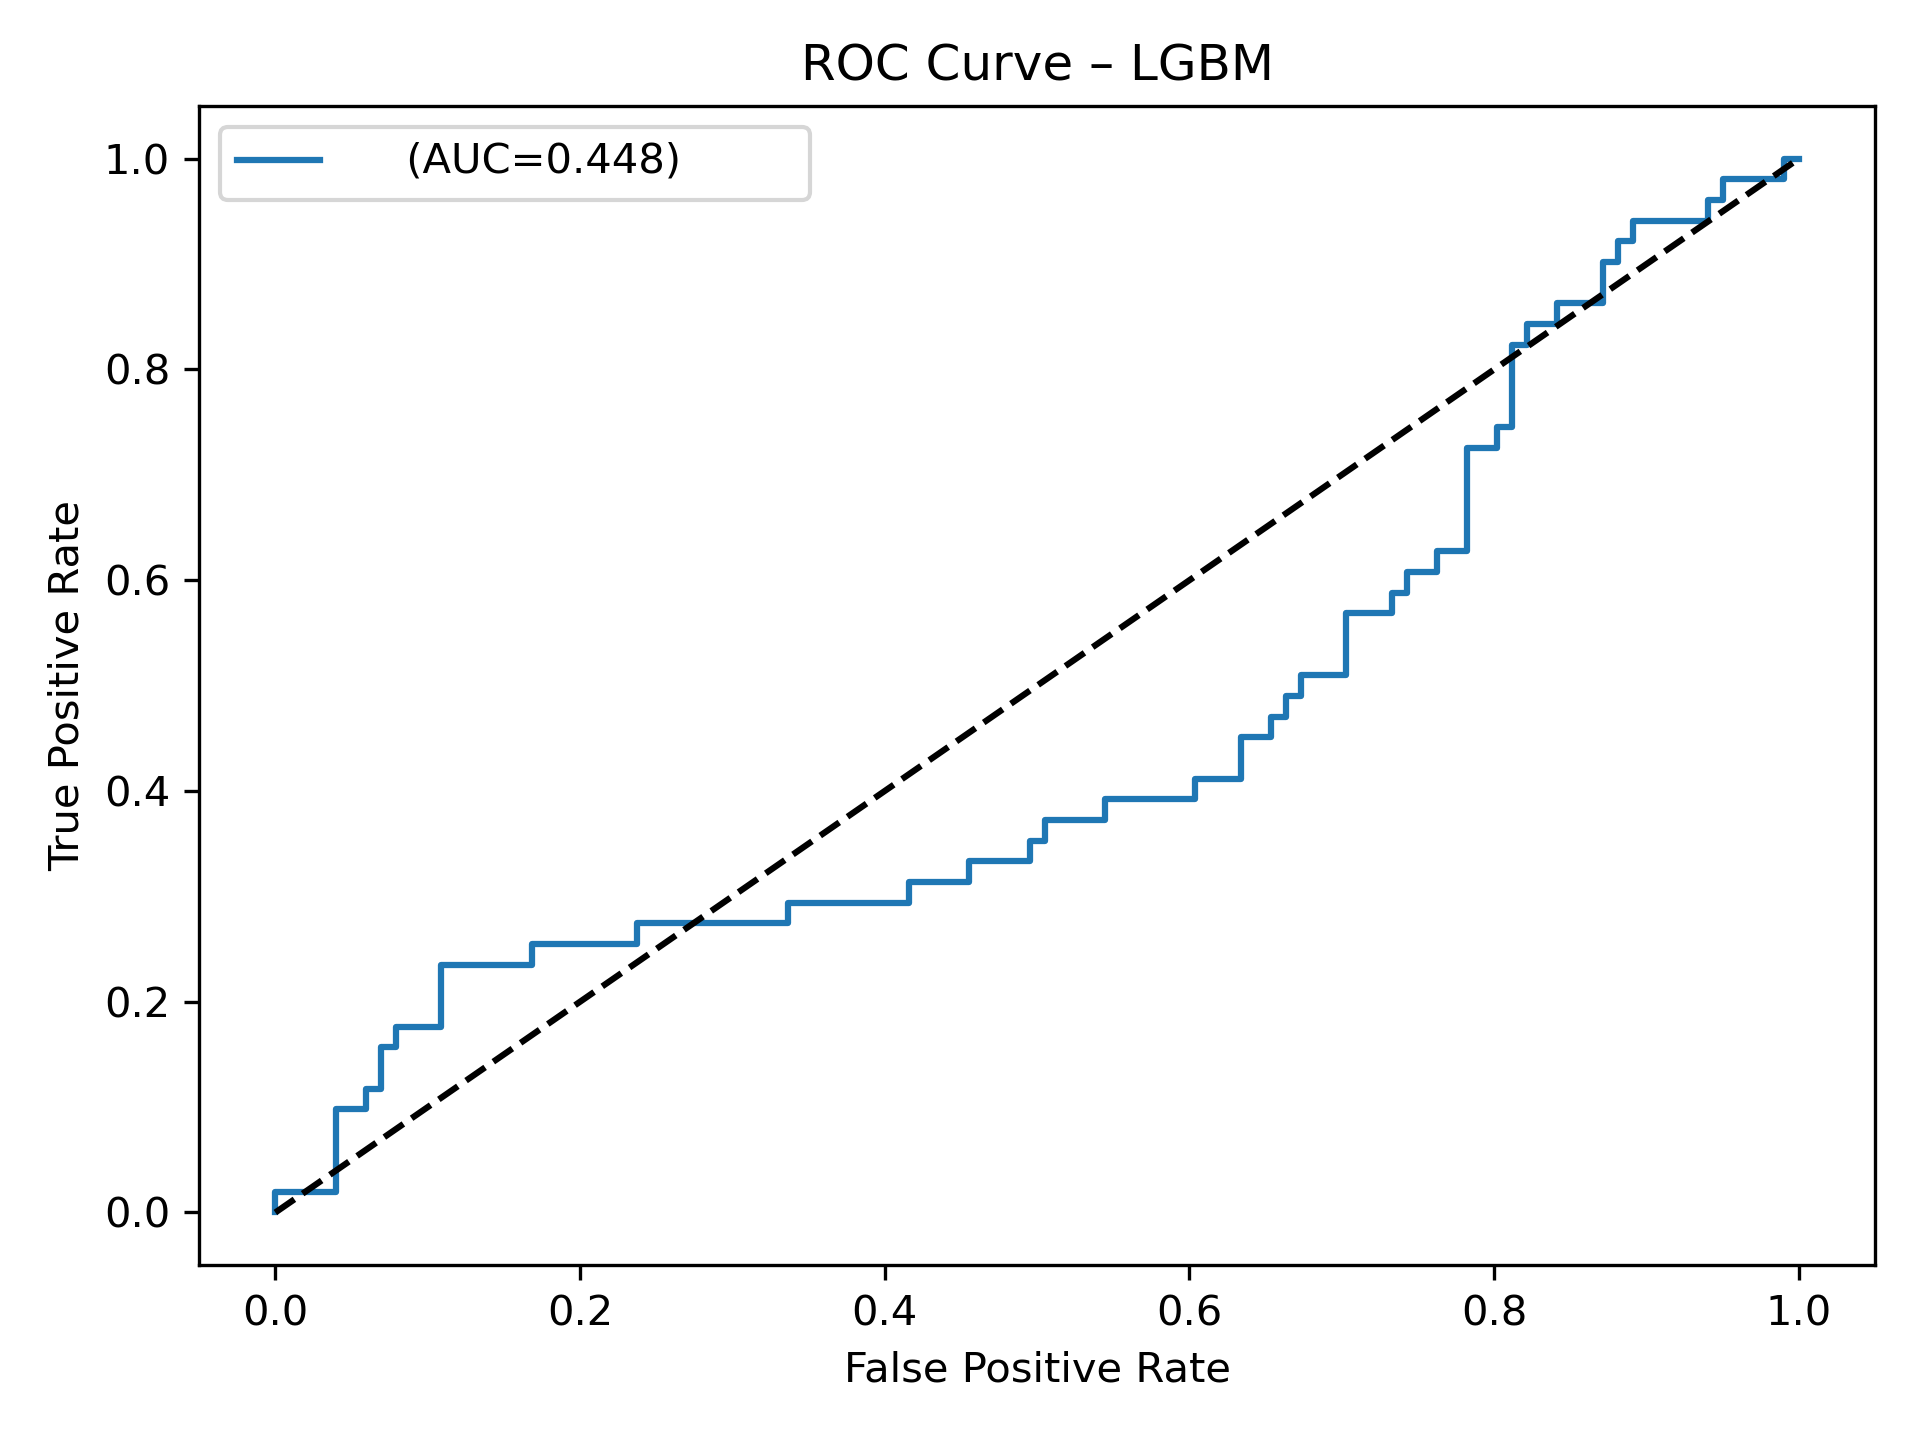 ROC Curve – LGBM
(AUC=0.448)
True Positive Rate
1.0
0.8
0.6
0.4
0.2
0.0
0.0 0.2 0.4 0.6 0.8 1.0
False Positive Rate